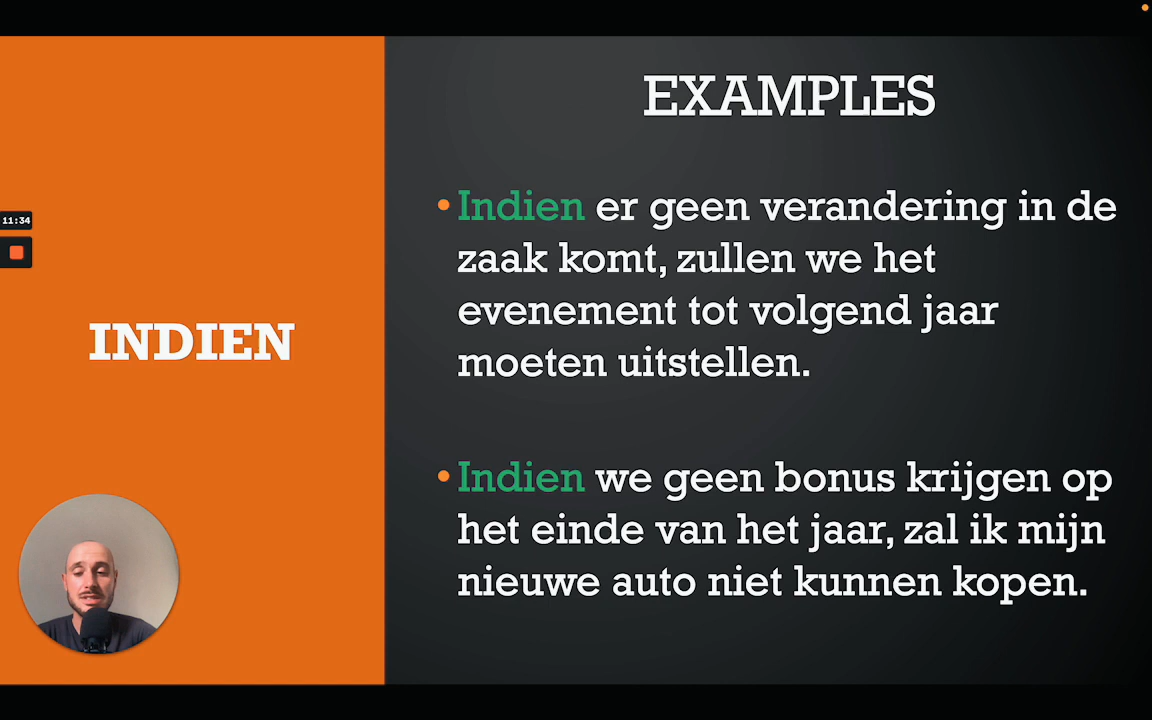 EXAMPLES
Indien er geen verandering in de
zaak komt, zullen we het
evenement tot volgend jaar
moeten uitstellen.
11:34
INDIEN
Indien we geen bonus krijgen op
het einde van het jaar, zal ik mijn
nieuwe auto niet kunnen kopen.